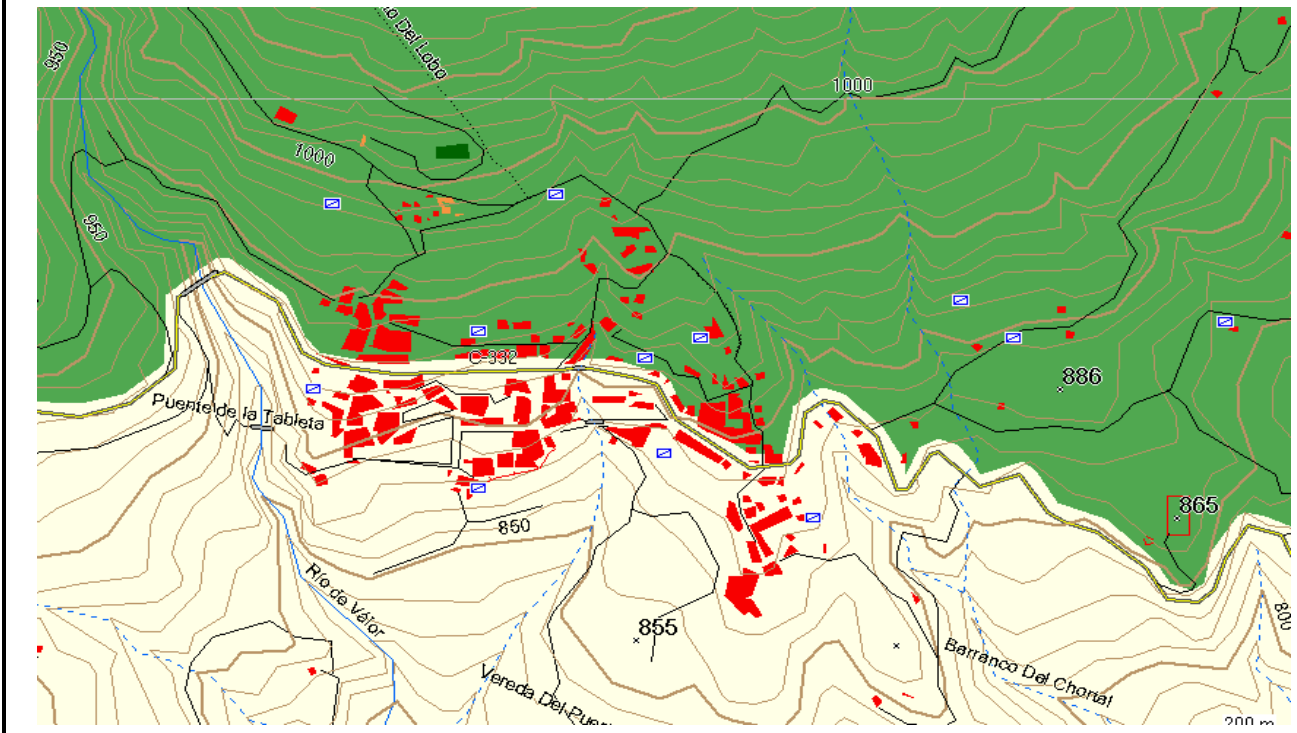 950
Del Lobo
1000
1000
950
C-332
886
Puente de la Tableta
865
850
800
Río de Válor
855
Barranco Del Chortal
Vereda Del
200 m